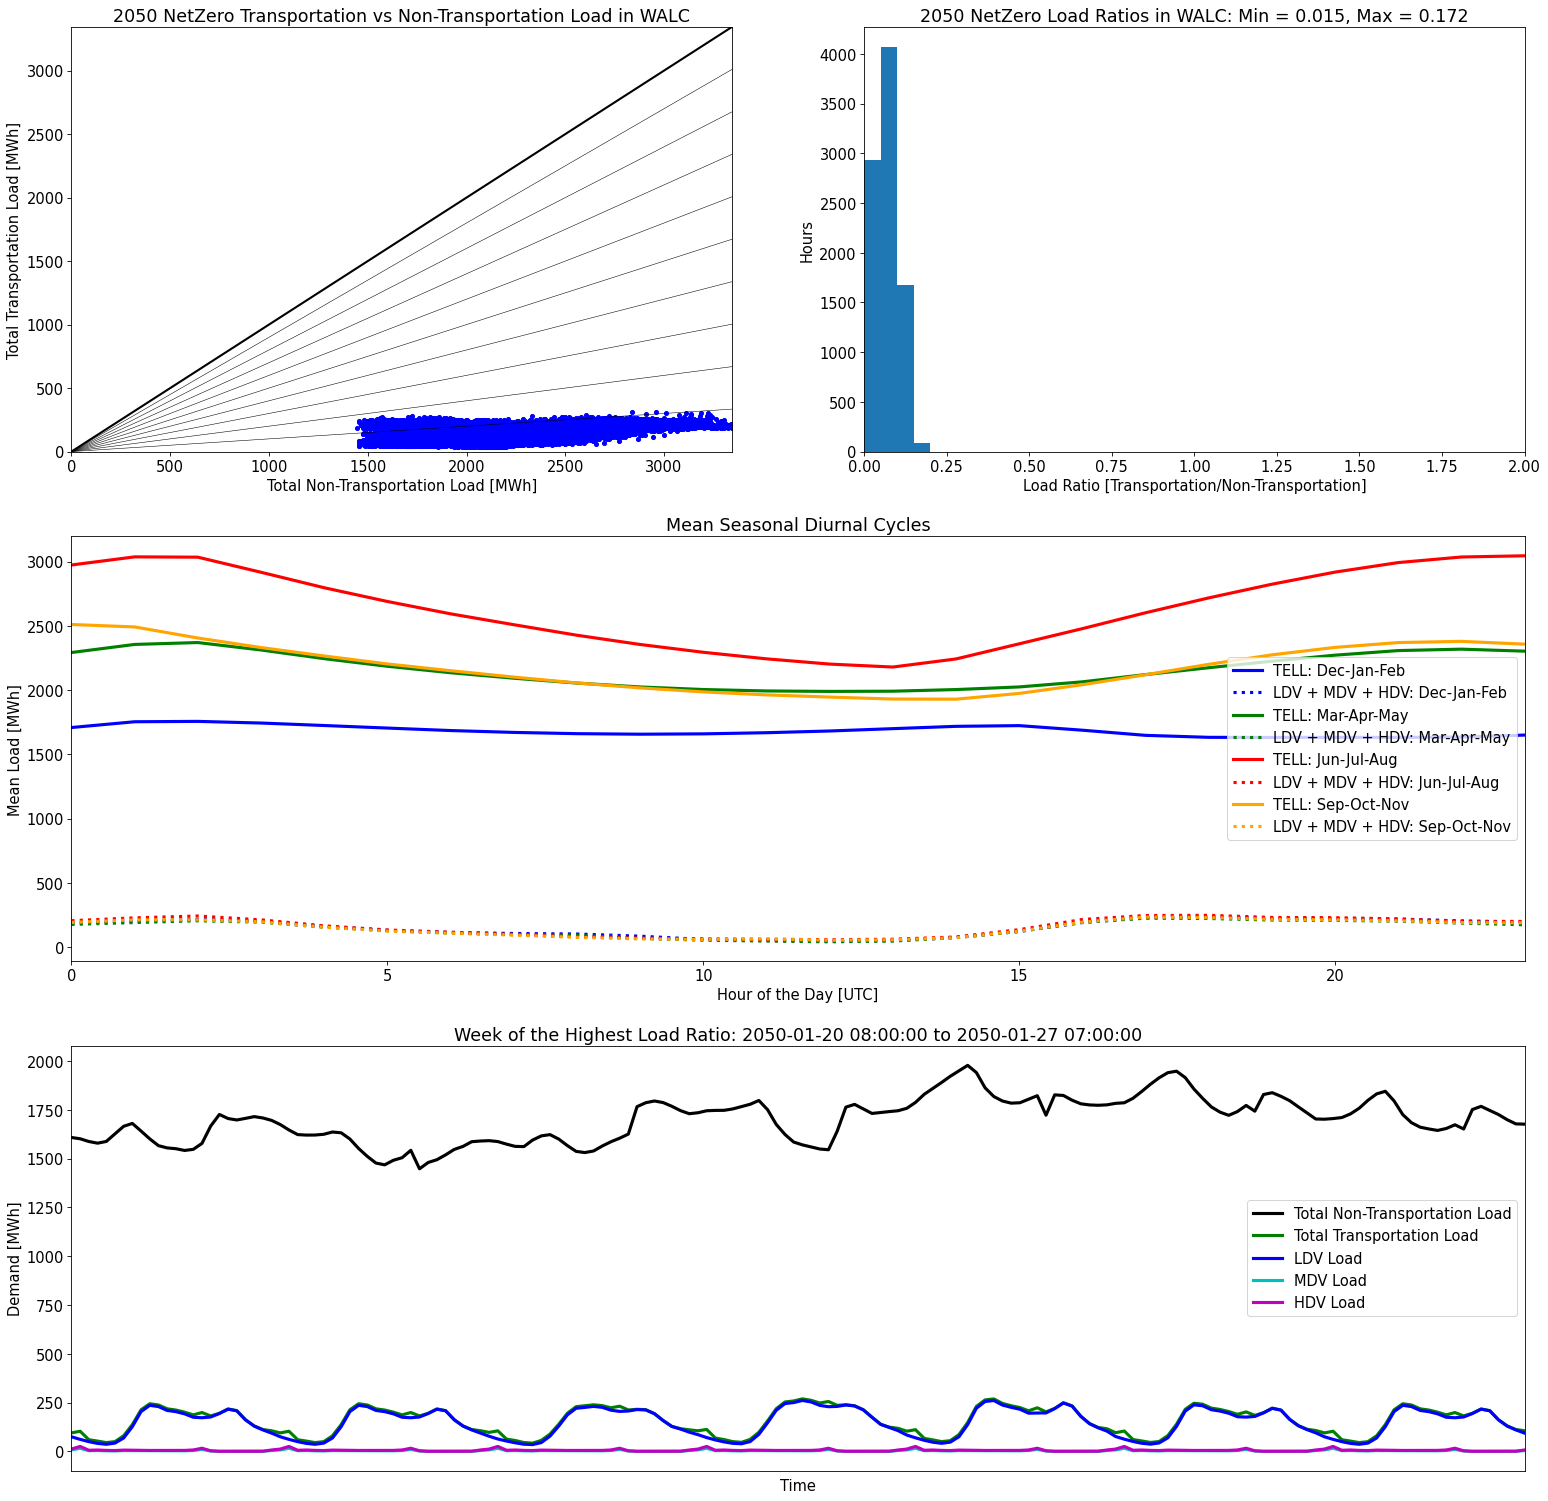 2050 NetZero Transportation vs Non-Transportation Load in WALC
Total Transportation Load [MWh]
3000
2500
2000
1500
1000
500
0
0 500 1000 1500 2000 2500 3000
Total Non-Transportation Load [MWh]
2050 NetZero Load Ratios in WALC: Min = 0.015, Max = 0.172
Hours
4000
3500
3000
2500
2000
1500
1000
500
0
0.00 0.25 0.50 0.75 1.00 1.25 1.50 1.75 2.00
Load Ratio [Transportation/Non-Transportation]
Mean Seasonal Diurnal Cycles
Mean Load [MWh]
3000
2500
2000
1500
1000
500
0
TELL: Dec-Jan-Feb
LDV + MDV + HDV: Dec-Jan-Feb
TELL: Mar-Apr-May
LDV + MDV + HDV: Mar-Apr-May
TELL: Jun-Jul-Aug
LDV + MDV + HDV: Jun-Jul-Aug
TELL: Sep-Oct-Nov
LDV + MDV + HDV: Sep-Oct-Nov
0 5 10 15 20
Hour of the Day [UTC]
Week of the Highest Load Ratio: 2050-01-20 08:00:00 to 2050-01-27 07:00:00
Demand [MWh]
2000
1750
1500
1250
1000
750
500
250
0
Total Non-Transportation Load
Total Transportation Load
LDV Load
MDV Load
HDV Load
Time